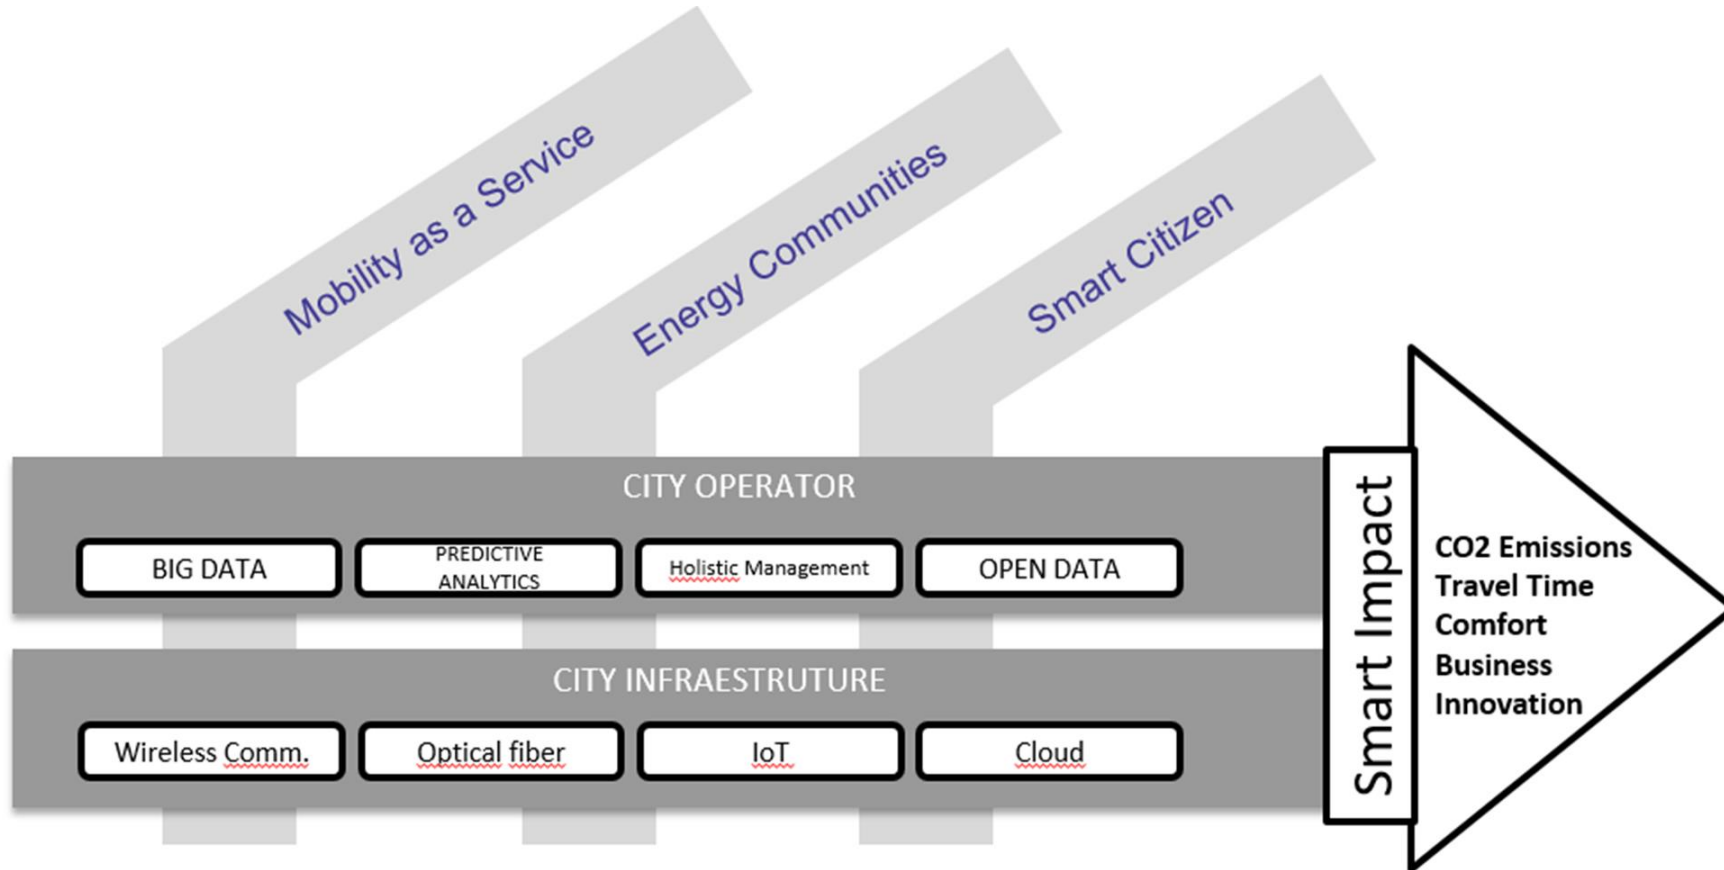 Mobility as a Service
Energy Communities
Smart Citizen
CITY OPERATOR
BIG DATA
PREDICTIVE
ANALYTICS
Holistic Management
OPEN DATA
CITY INFRAESTRUTURE
Wireless Comm.
Optical fiber
IoT
Cloud
Smart Impact
CO2 Emissions
Travel Time
Comfort
Business
Innovation